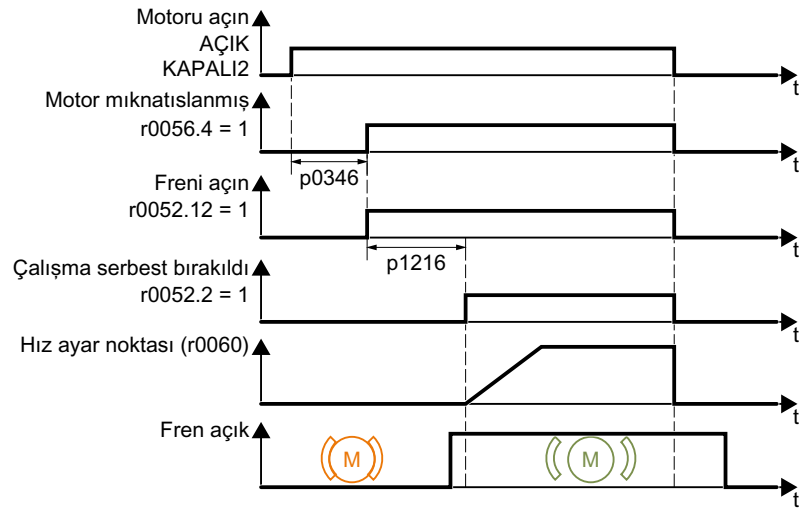 Motoru açın
AÇIK
KAPALI2
t
Motor mıknatıslanmış
r0056.4 = 1
t
p0346
Freni açın
r0052.12 = 1
t
p1216
Çalışma serbest bırakıldı
r0052.2 = 1
t
Hız ayar noktası (r0060)
t
Fren açık
M
M
t